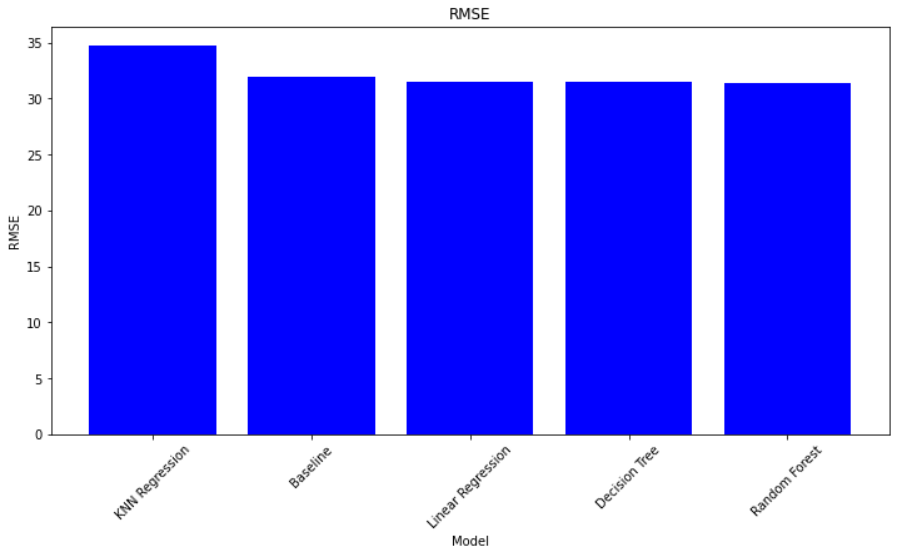 RMSE
RMSE
35
30
25
20
15
10
5
0
KNN Regression
Baseline
Linear Regression
Decision Tree
Random Forest
Model